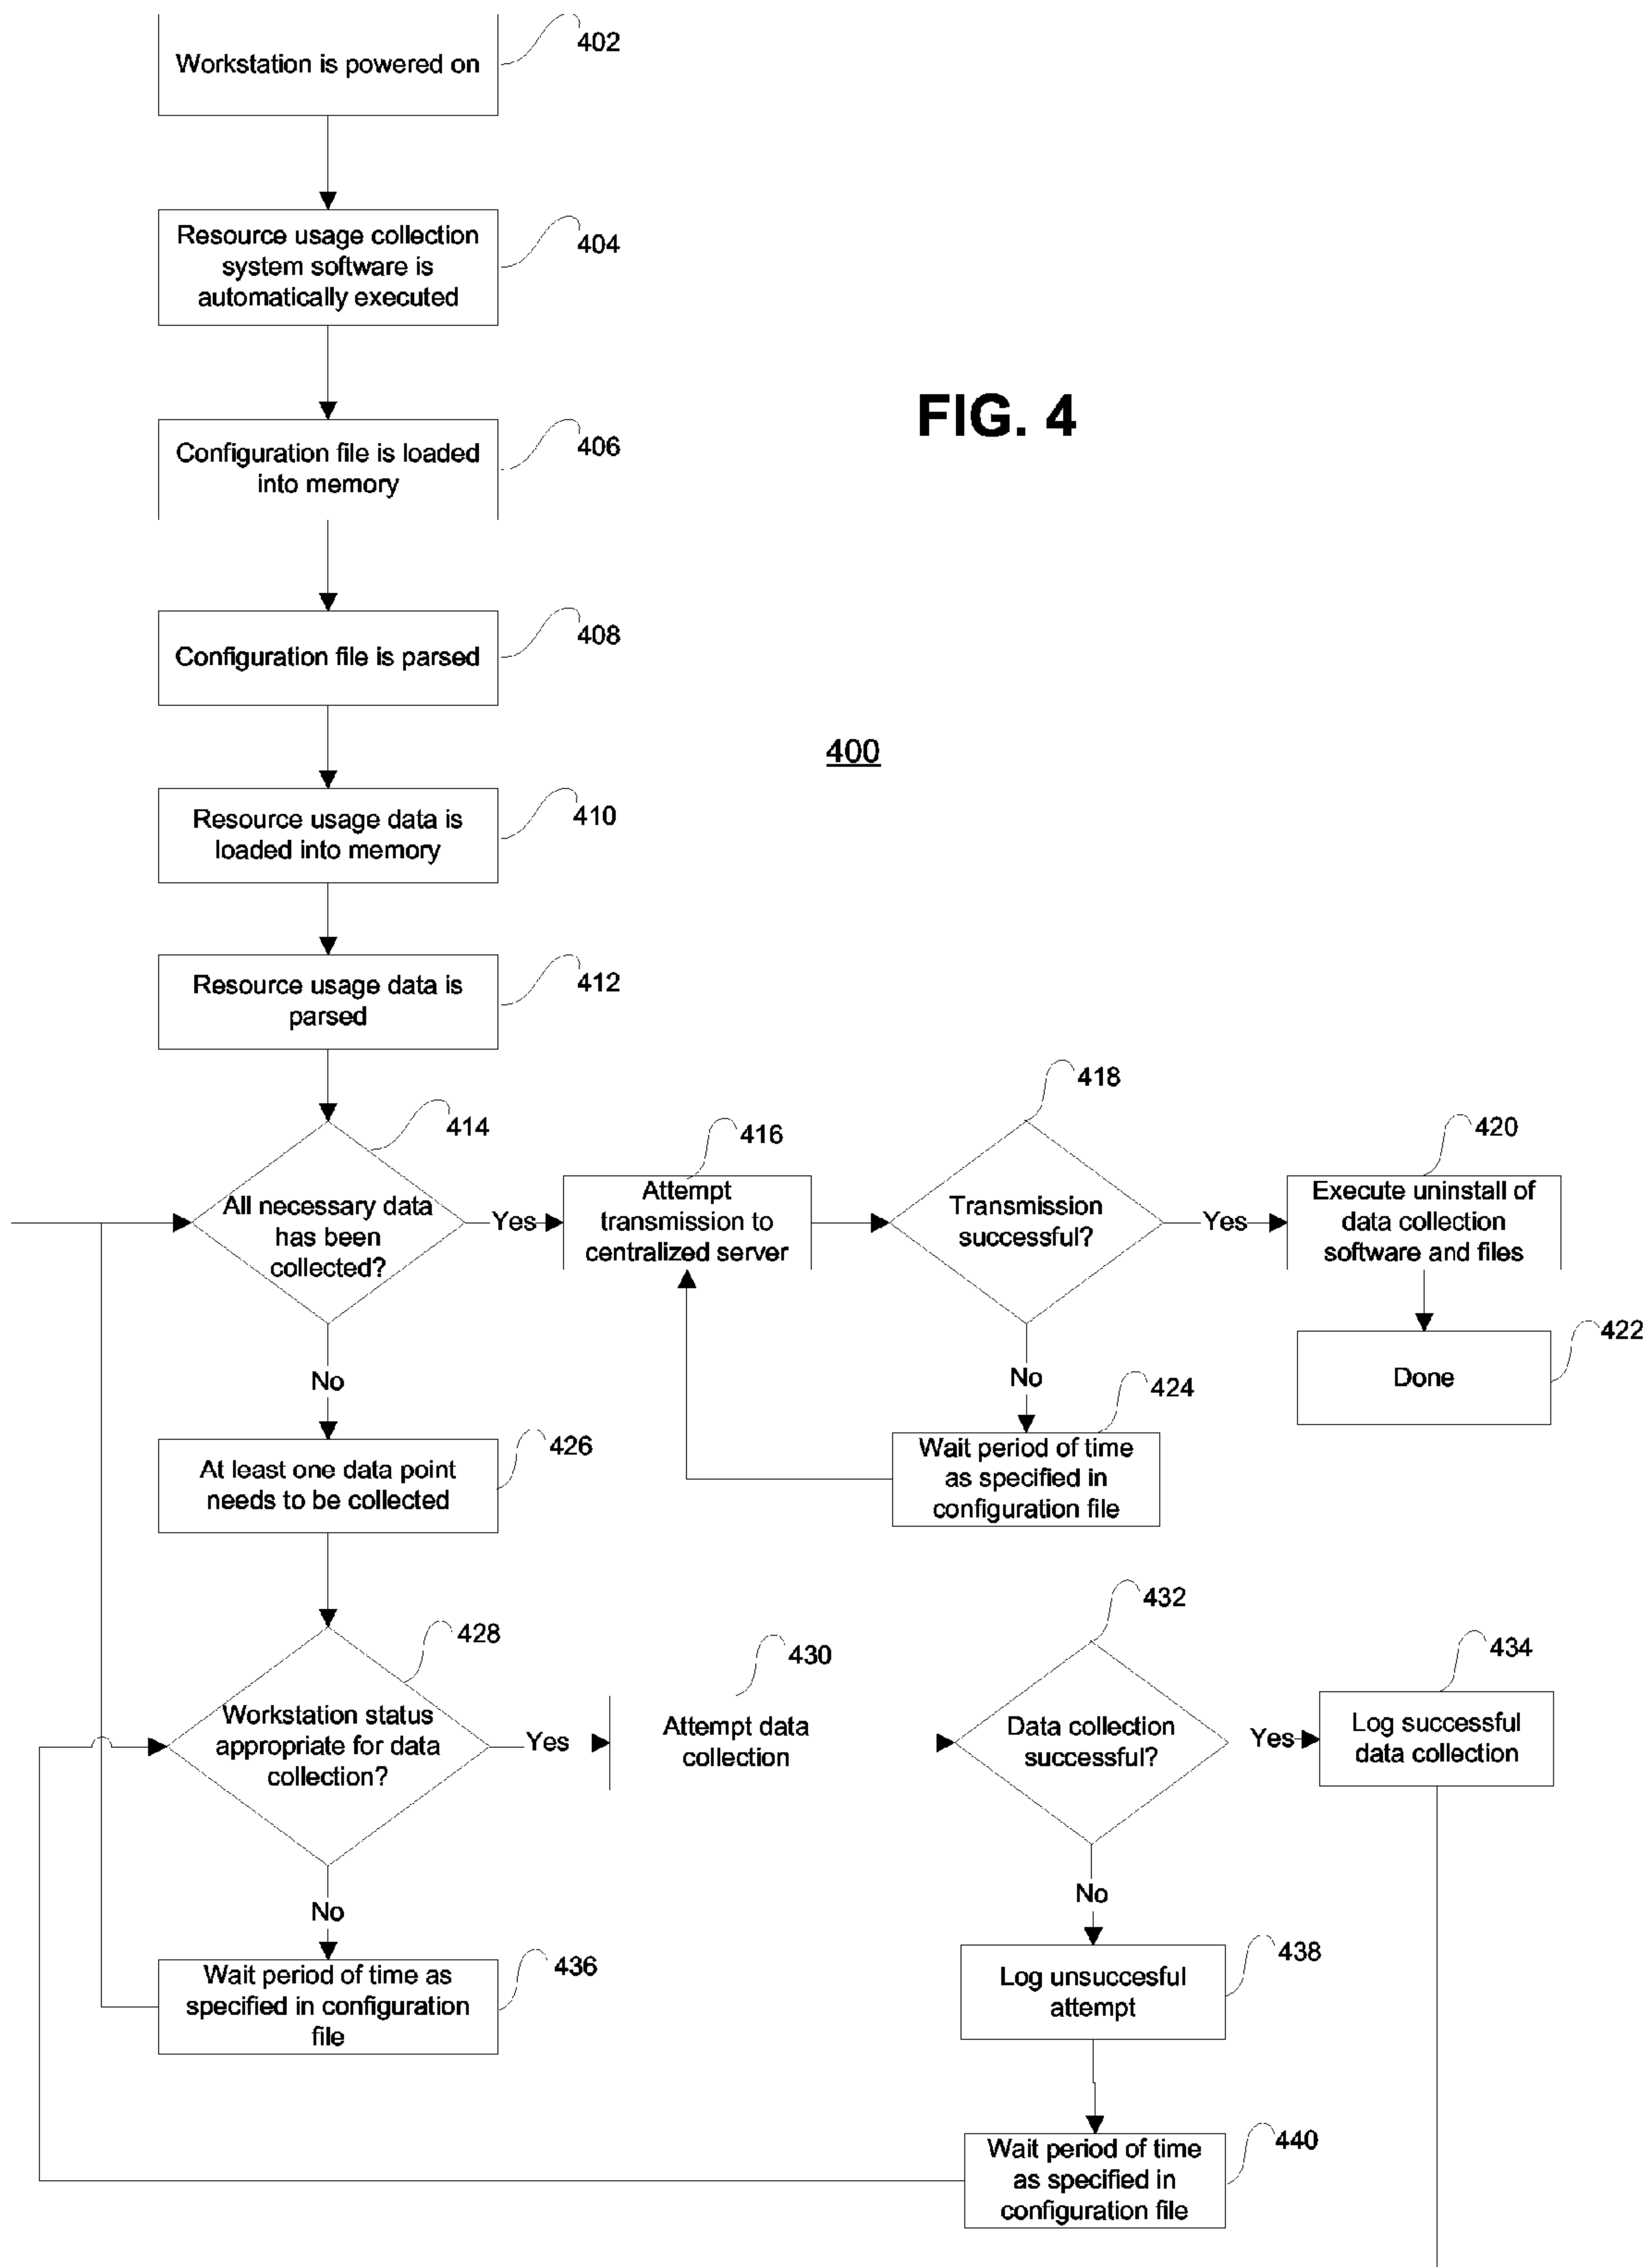 402
Workstation is powered on
Resource usage collection
system software is
automatically executed
404
FIG. 4
Configuration file is loaded
into memory
406
Configuration file is parsed
408
400
Resource usage data is
loaded into memory
410
Resource usage data is
parsed
412
414
416
418
420
All necessary data
has been
collected?
Yes
Attempt
transmission to
centralized server
Transmission
successful?
Yes
Execute uninstall of
data collection
software and files
No
No
422
Done
424
Wait period of time
as specified in
configuration file
426
At least one data point
needs to be collected
428
430
432
434
Workstation status
appropriate for data
collection?
Yes
Attempt data
collection
Data collection
successful?
Yes
Log successful
data collection
No
No
436
Wait period of time as
specified in configuration
file
438
Log unsuccesful
attempt
440
Wait period of time
as specified in
configuration file